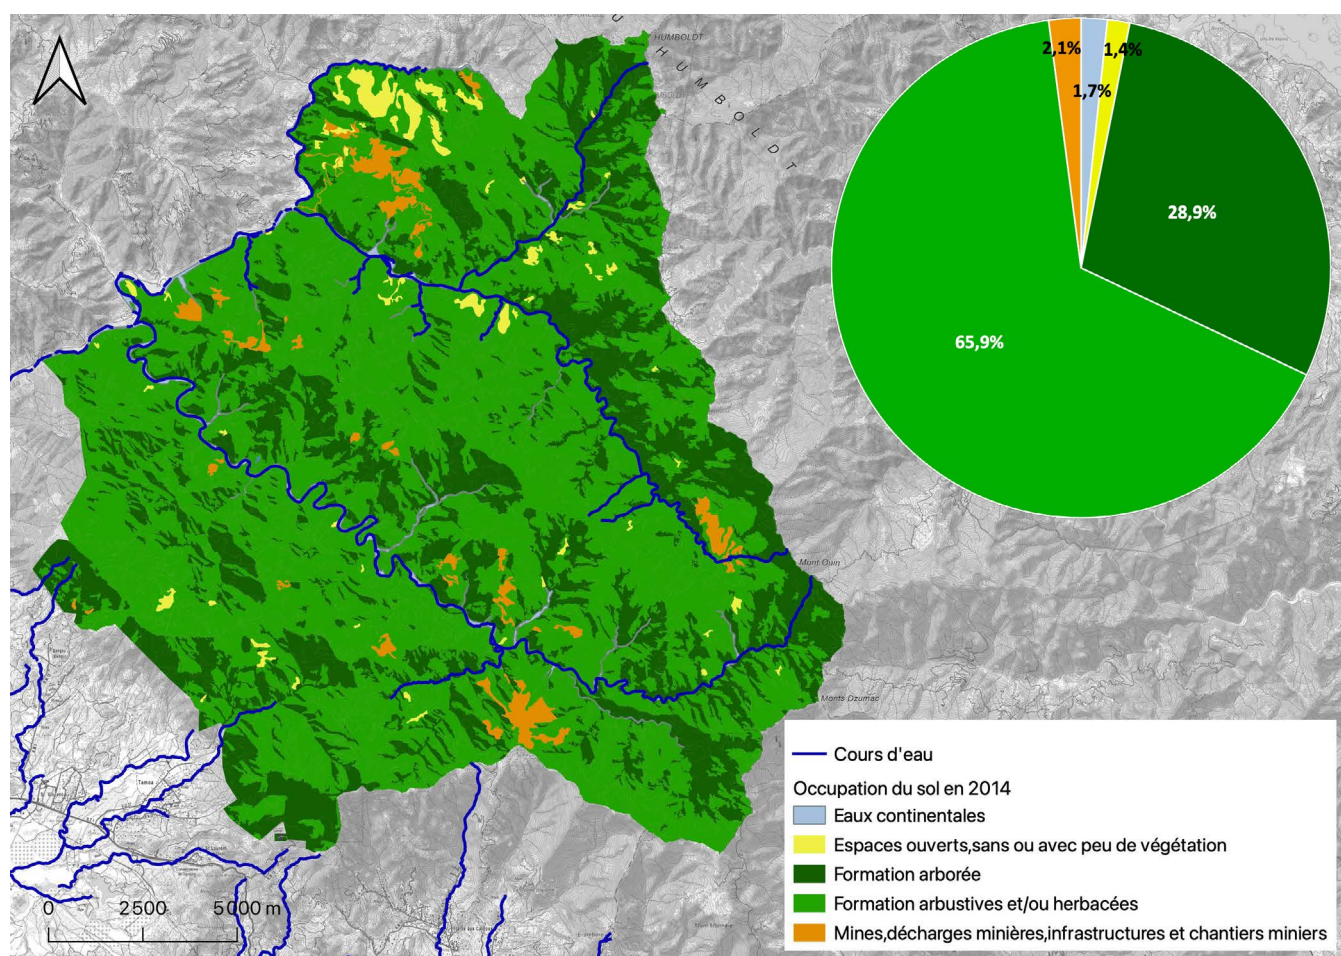 HUMBOLDT
HUMBOLDT
2,1%
1,4%
1,7%
28,9%
65,9%
Mont Ouin
Monts Dzumac
Tamoa
Cours d'eau
Occupation du sol en 2014
Eaux continentales
Espaces ouverts,sans ou avec peu de végétation
Formation arborée
Formation arbustives et/ou herbacées
Mines,décharges minières,infrastructures et chantiers miniers
0 2500 5000 m